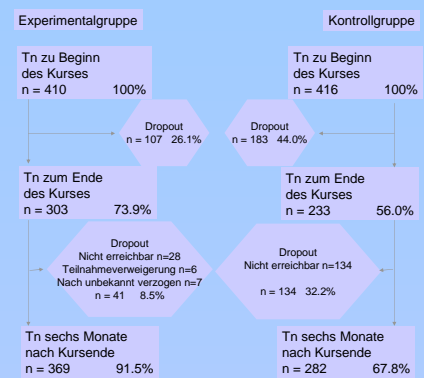 Experimentalgruppe
Kontrollgruppe
Tn zu Beginn
des Kurses
n = 410 100%
Tn zu Beginn
des Kurses
n = 416 100%
Dropout
n = 107 26.1%
Dropout
n = 183 44.0%
Tn zum Ende
des Kurses
n = 303 73.9%
Tn zum Ende
des Kurses
n = 233 56.0%
Dropout
Nicht erreichbar n=28
Teilnahmeverweigerung n=6
Nach unbekannt verzogen n=7
n = 41 8.5%
Dropout
Nicht erreichbar n=134
n = 134 32.2%
Tn sechs Monate
nach Kursende
n = 369 91.5%
Tn sechs Monate
nach Kursende
n = 282 67.8%